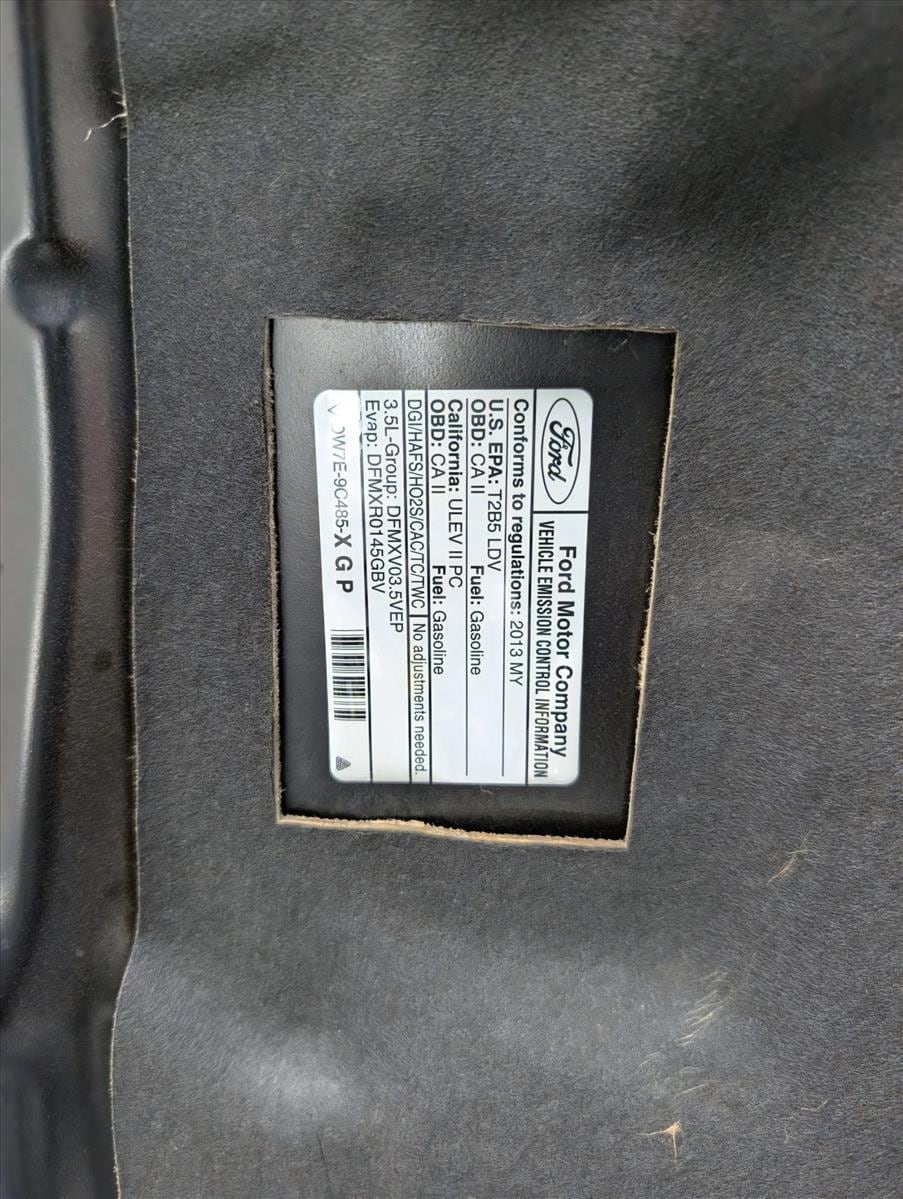 Ford
Ford Motor Company
VEHICLE EMISSION CONTROL INFORMATION
Conforms to regulations: 2013 MY
U.S. EPA: T2B5 LDV
OBD: CA II Fuel: Gasoline
California: ULEV II PC
OBD: CA II Fuel: Gasoline
DGI/HAFS/HO2S/CAC/TC/TWC No adjustments needed.
3.5L-Group: DFMXV03.5VEP
Evap: DFMXR0145GBV
X G P